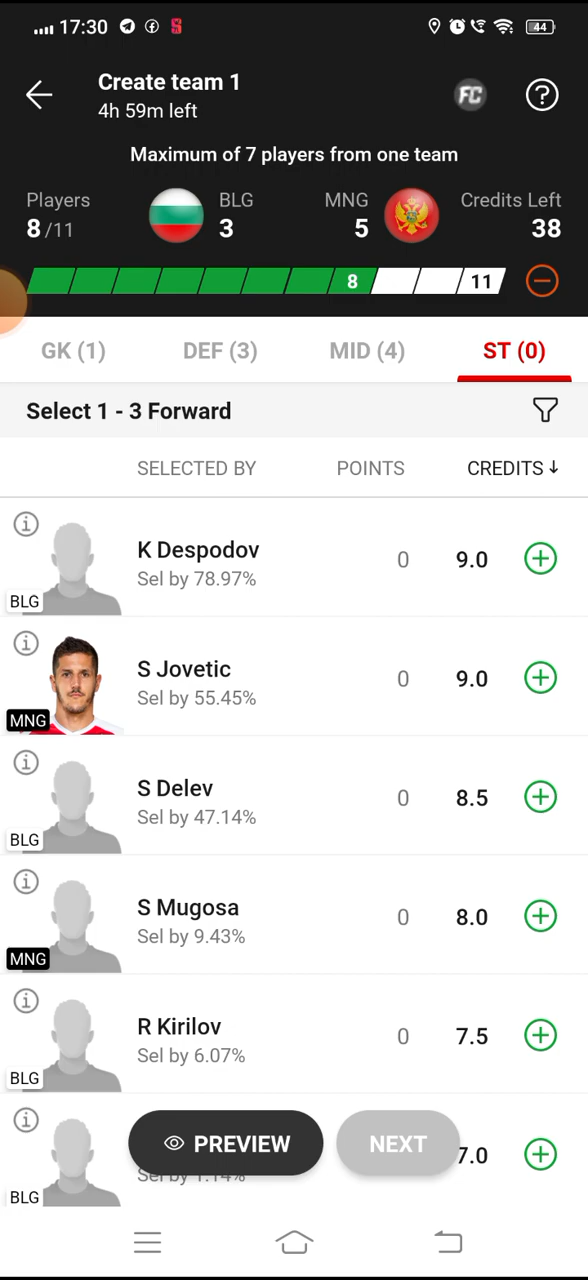 17:30
44
Create team 1
4h 59m left
FC
?
Maximum of 7 players from one team
Players
8 /11
BLG
3
MNG
5
Credits Left
38
8
11
GK (1)
DEF (3)
MID (4)
ST (0)
Select 1 - 3 Forward
SELECTED BY
POINTS
CREDITS ↓
K Despodov
Sel by 78.97%
0
9.0
BLG
S Jovetic
Sel by 55.45%
0
9.0
MNG
S Delev
Sel by 47.14%
0
8.5
BLG
S Mugosa
Sel by 9.43%
0
8.0
MNG
R Kirilov
Sel by 6.07%
0
7.5
BLG
PREVIEW
NEXT
7.0
Sel by 1.14%
BLG